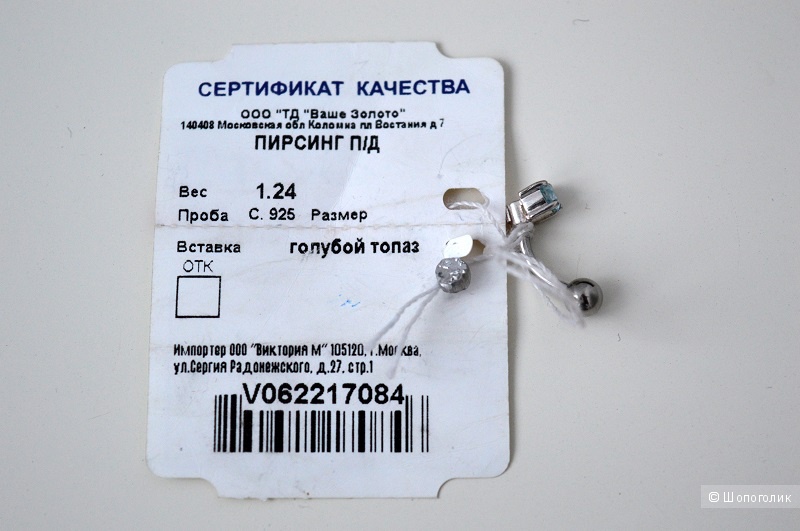 СЕРТИФИКАТ КАЧЕСТВА
ООО "ТД "Ваше Золото"
140408 Московская обл Коломна пл Востания д 7
ПИРСИНГ П/Д
Вес 1.24
Проба С. 925 Размер
Вставка голубой топаз
ОТК
Импортер ООО "Виктория М" 105120, г.Москва,
ул.Сергия Радонежского, д.27, стр.1
V062217084
© Шопоголик